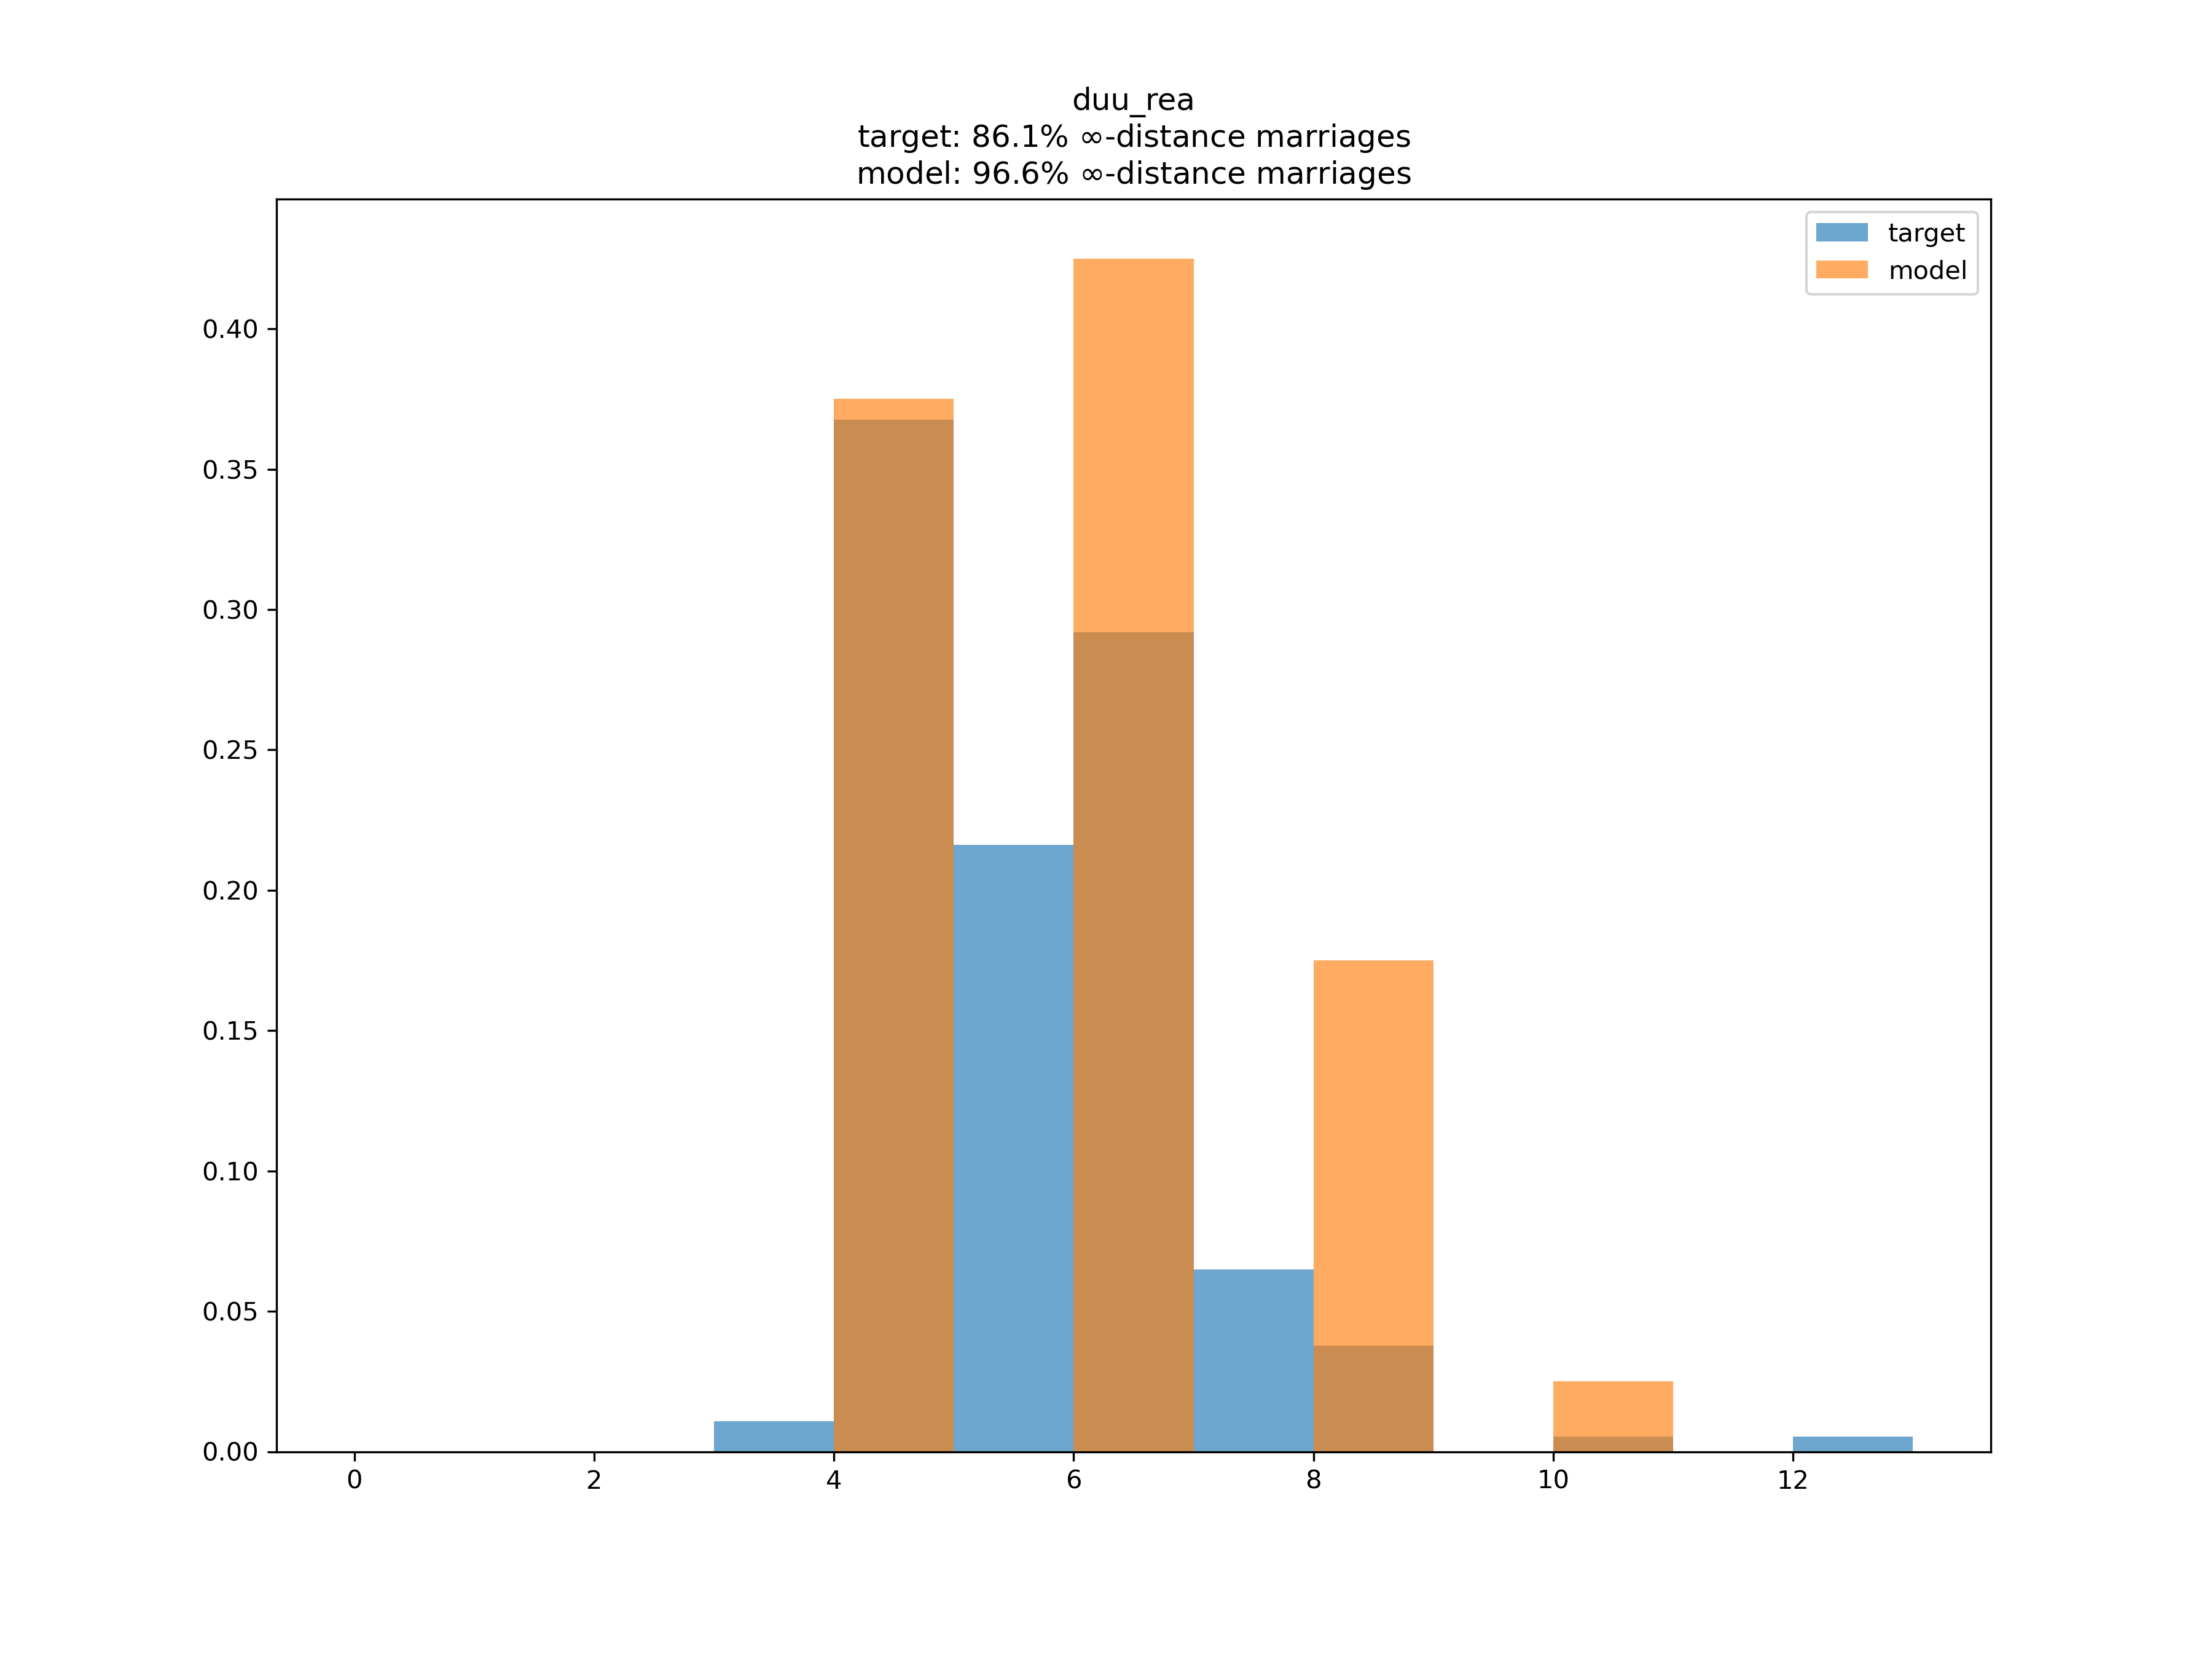 duu_rea
target: 86.1% ∞-distance marriages
model: 96.6% ∞-distance marriages
target
model
0.40
0.35
0.30
0.25
0.20
0.15
0.10
0.05
0.00
0 2 4 6 8 10 12